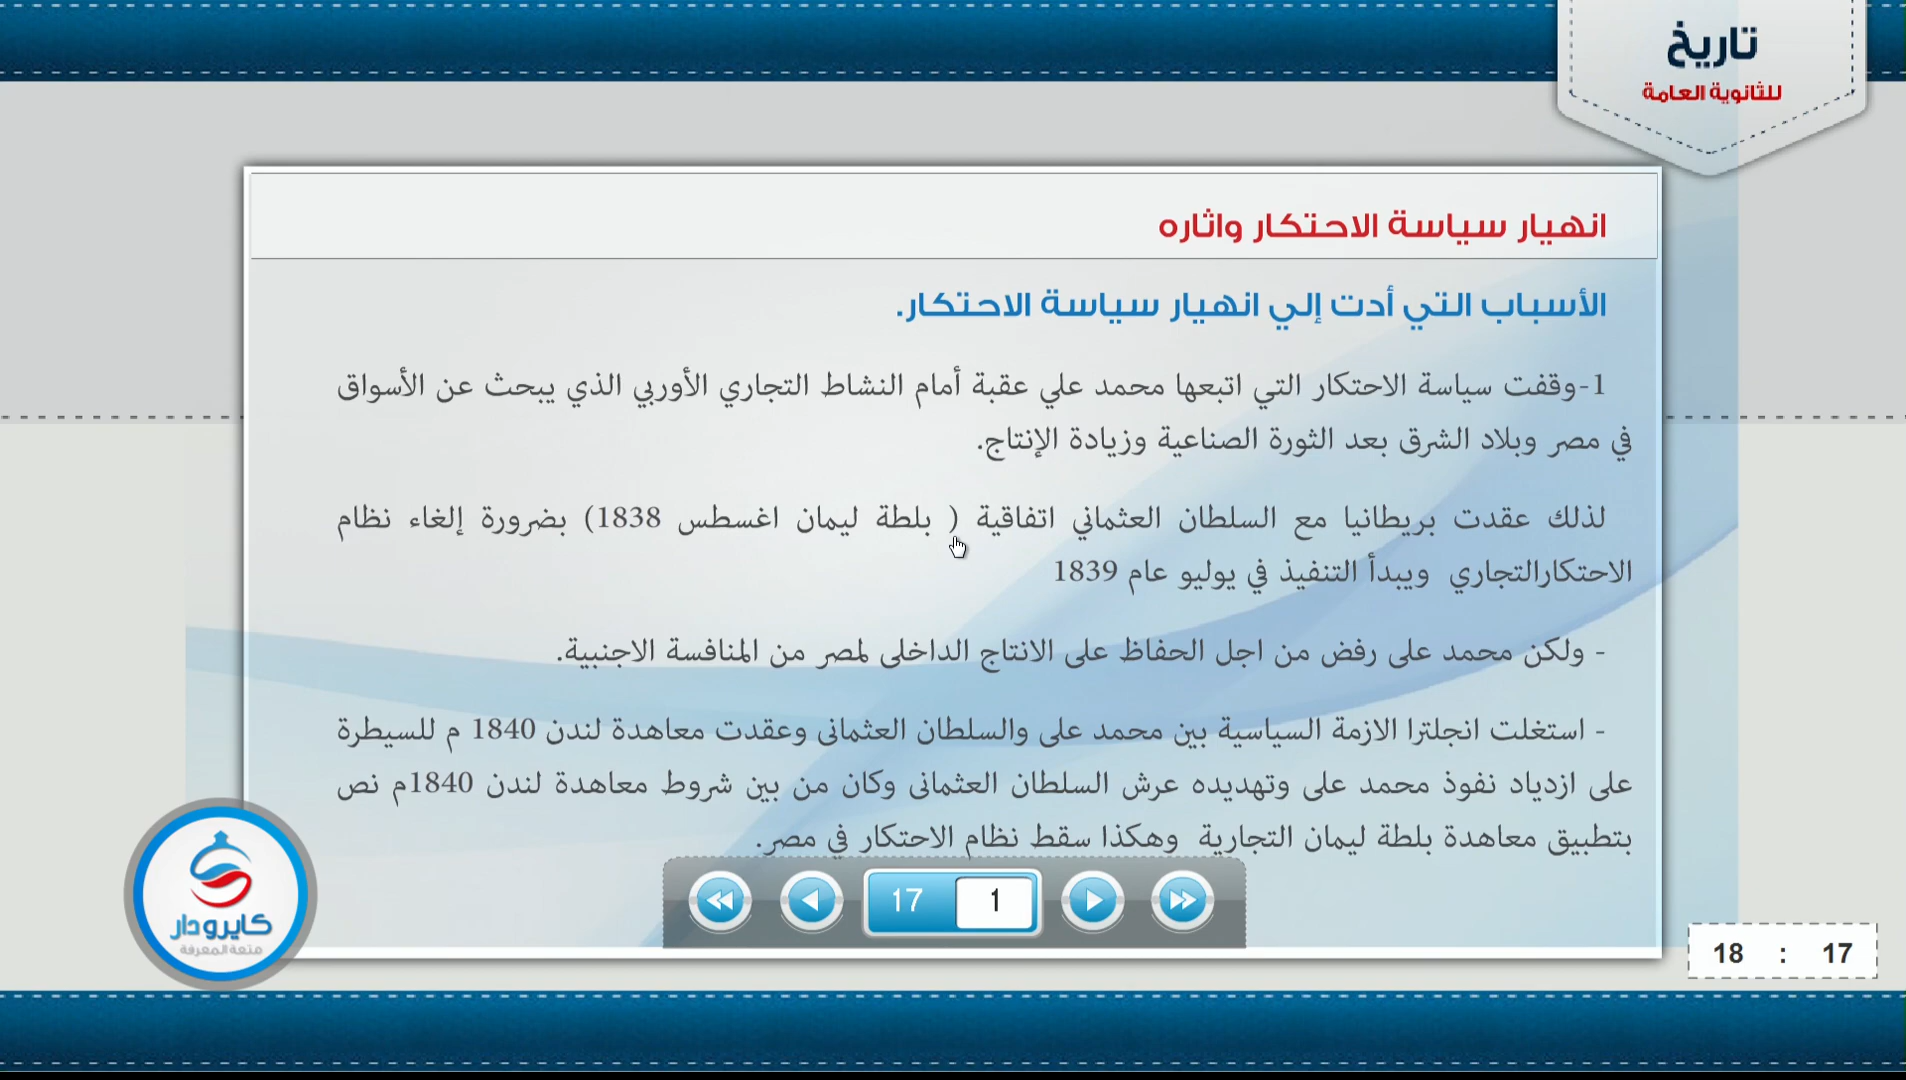 تاريخ
للثانوية العامة
انهيار سياسة الاحتكار واثاره
الأسباب التي أدت إلي انهيار سياسة الاحتكار.
1-وقفت سياسة الاحتكار التي اتبعها محمد علي عقبة أمام النشاط التجاري الأوربي الذي يبحث عن الأسواق
في مصر وبلاد الشرق بعد الثورة الصناعية وزيادة الإنتاج.
لذلك عقدت بريطانيا مع السلطان العثماني اتفاقية ( بلطة ليمان اغسطس 1838) بضرورة إلغاء نظام
الاحتكارالتجاري ويبدأ التنفيذ في يوليو عام 1839
- ولكن محمد على رفض من اجل الحفاظ على الانتاج الداخلى لمصر من المنافسة الاجنبية.
- استغلت انجلترا الازمة السياسية بين محمد على والسلطان العثمانى وعقدت معاهدة لندن 1840 م للسيطرة
على ازدياد نفوذ محمد على وتهديده عرش السلطان العثمانى وكان من بين شروط معاهدة لندن 1840م نص
بتطبيق معاهدة بلطة ليمان التجارية وهكذا سقط نظام الاحتكار في مصر.
17 1
كايرودار
متعة المعرفة
18 : 17